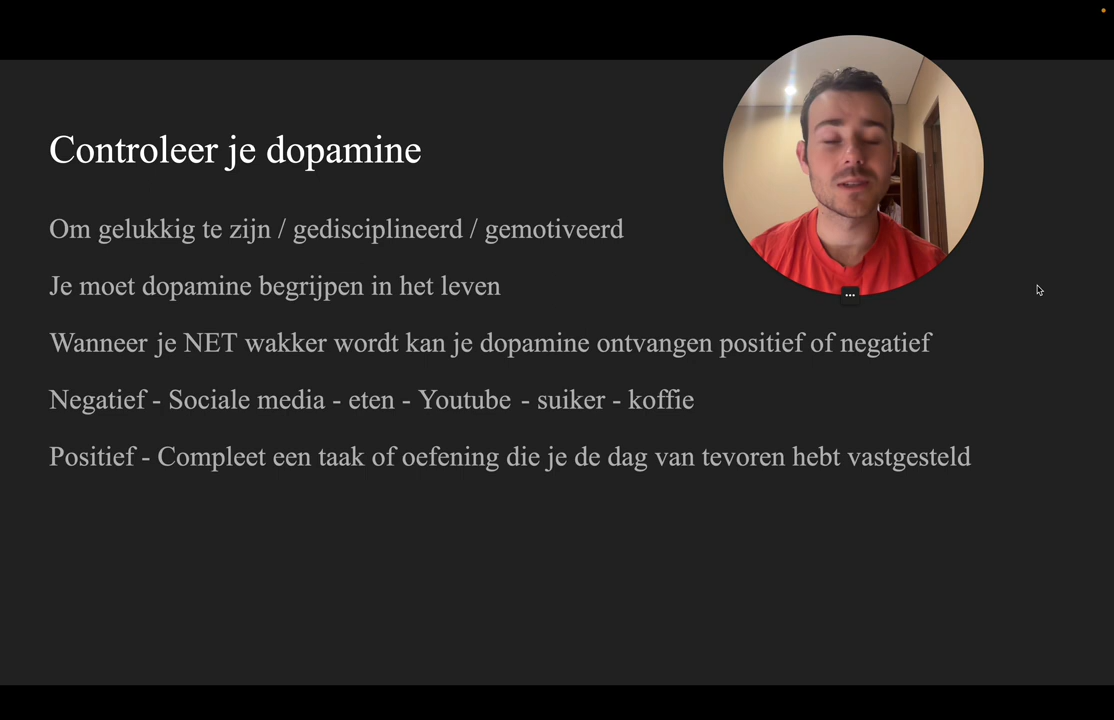 Controleer je dopamine
Om gelukkig te zijn / gedisciplineerd / gemotiveerd
Je moet dopamine begrijpen in het leven
Wanneer je NET wakker wordt kan je dopamine ontvangen positief of negatief
Negatief - Sociale media - eten - Youtube - suiker - koffie
Positief - Compleet een taak of oefening die je de dag van tevoren hebt vastgesteld